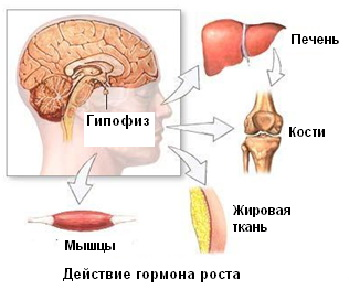 Печень
Гипофиз
Кости
Жировая
ткань
Мышцы
Действие гормона роста